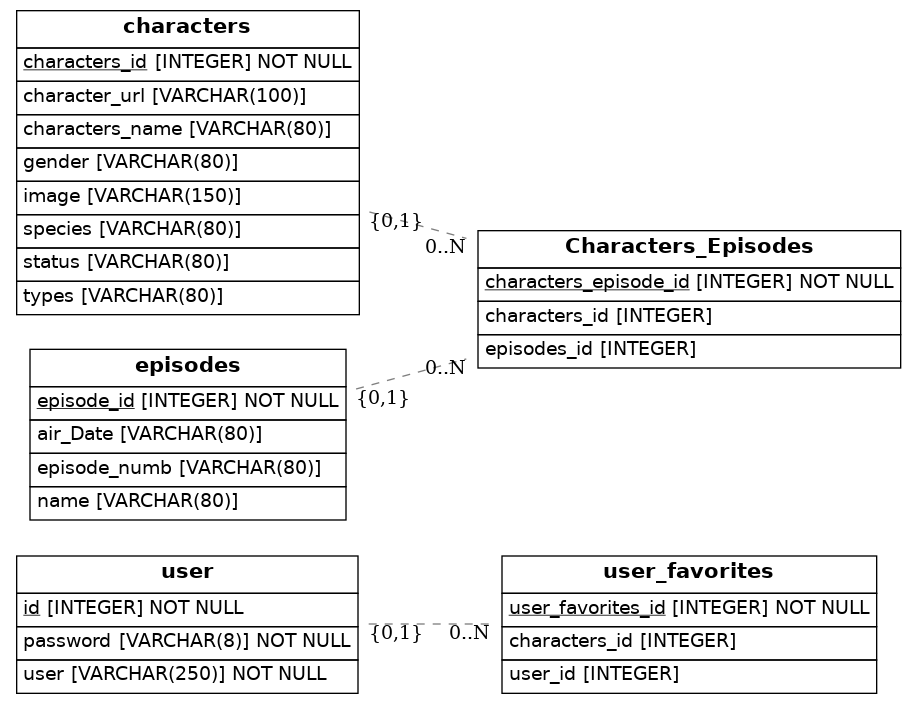 characters
characters_id [INTEGER] NOT NULL
character_url [VARCHAR(100)]
characters_name [VARCHAR(80)]
gender [VARCHAR(80)]
image [VARCHAR(150)]
species [VARCHAR(80)]
status [VARCHAR(80)]
types [VARCHAR(80)]
{0,1}
0..N
Characters_Episodes
characters_episode_id [INTEGER] NOT NULL
characters_id [INTEGER]
episodes_id [INTEGER]
episodes
episode_id [INTEGER] NOT NULL
air_Date [VARCHAR(80)]
episode_numb [VARCHAR(80)]
name [VARCHAR(80)]
0..N
{0,1}
user
id [INTEGER] NOT NULL
password [VARCHAR(8)] NOT NULL
user [VARCHAR(250)] NOT NULL
{0,1}
0..N
user_favorites
user_favorites_id [INTEGER] NOT NULL
characters_id [INTEGER]
user_id [INTEGER]